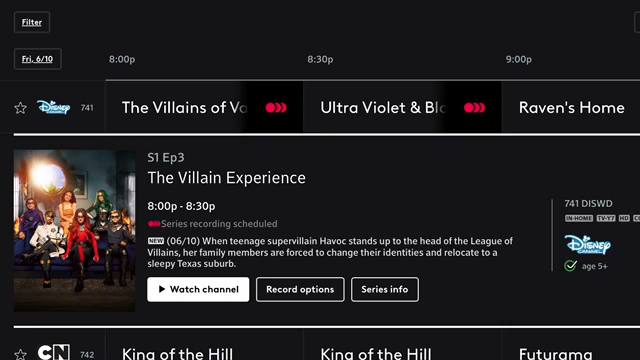 Filter
Fri, 6/10
8:00p
8:30p
9:00p
Disney CHANNEL
741
The Villains of Va
Ultra Violet & Blc
Raven's Home
S1 Ep3
The Villain Experience
8:00p - 8:30p
Series recording scheduled
NEW (06/10) When teenage supervillain Havoc stands up to the head of the League of
Villains, her family members are forced to change their identities and relocate to a
sleepy Texas suburb.
Watch channel
Record options
Series info
741 DISWD
IN-HOME TV-Y7 HD
Disney CHANNEL
age 5+
CN
742
King of the Hill
King of the Hill
Futurama